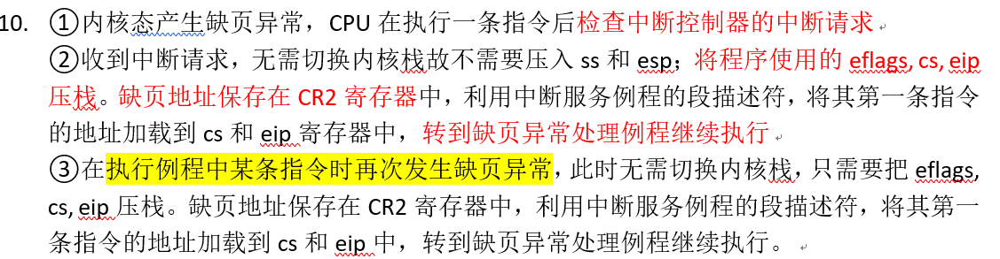 10. ①内核态产生缺页异常，CPU 在执行一条指令后检查中断控制器的中断请求
②收到中断请求，无需切换内核栈故不需要压入 ss 和 esp；将程序使用的 eflags, cs, eip
压栈。缺页地址保存在 CR2 寄存器中，利用中断服务例程的段描述符，将其第一条指令
的地址加载到 cs 和 eip 寄存器中，转到缺页异常处理例程继续执行
③在执行例程中某条指令时再次发生缺页异常，此时无需切换内核栈，只需要把 eflags,
cs, eip 压栈。缺页地址保存在 CR2 寄存器中，利用中断服务例程的段描述符，将其第一
条指令的地址加载到 cs 和 eip 中，转到缺页异常处理例程继续执行。